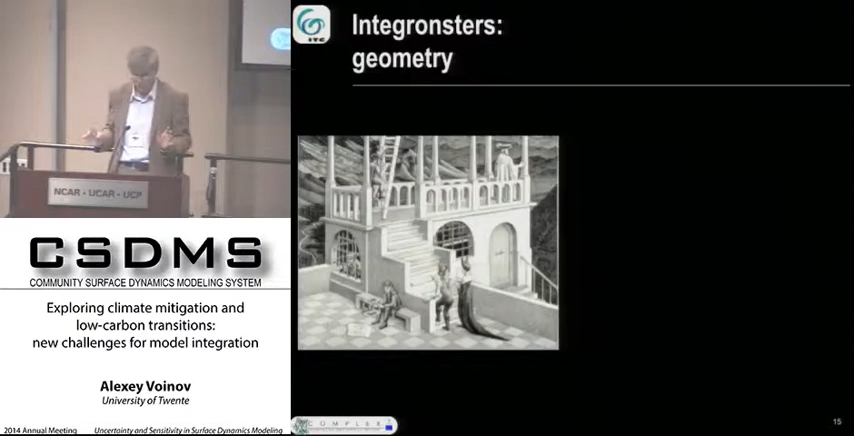 iTC
Integronsters:
geometry
NCAR - UCAR - UCP
CSDMS
COMMUNITY SURFACE DYNAMICS MODELING SYSTEM
Exploring climate mitigation and
low-carbon transitions:
new challenges for model integration
Alexey Voinov
University of Twente
2014 Annual Meeting
Uncertainty and Sensitivity in Surface Dynamics Modeling
COMPLEX
15